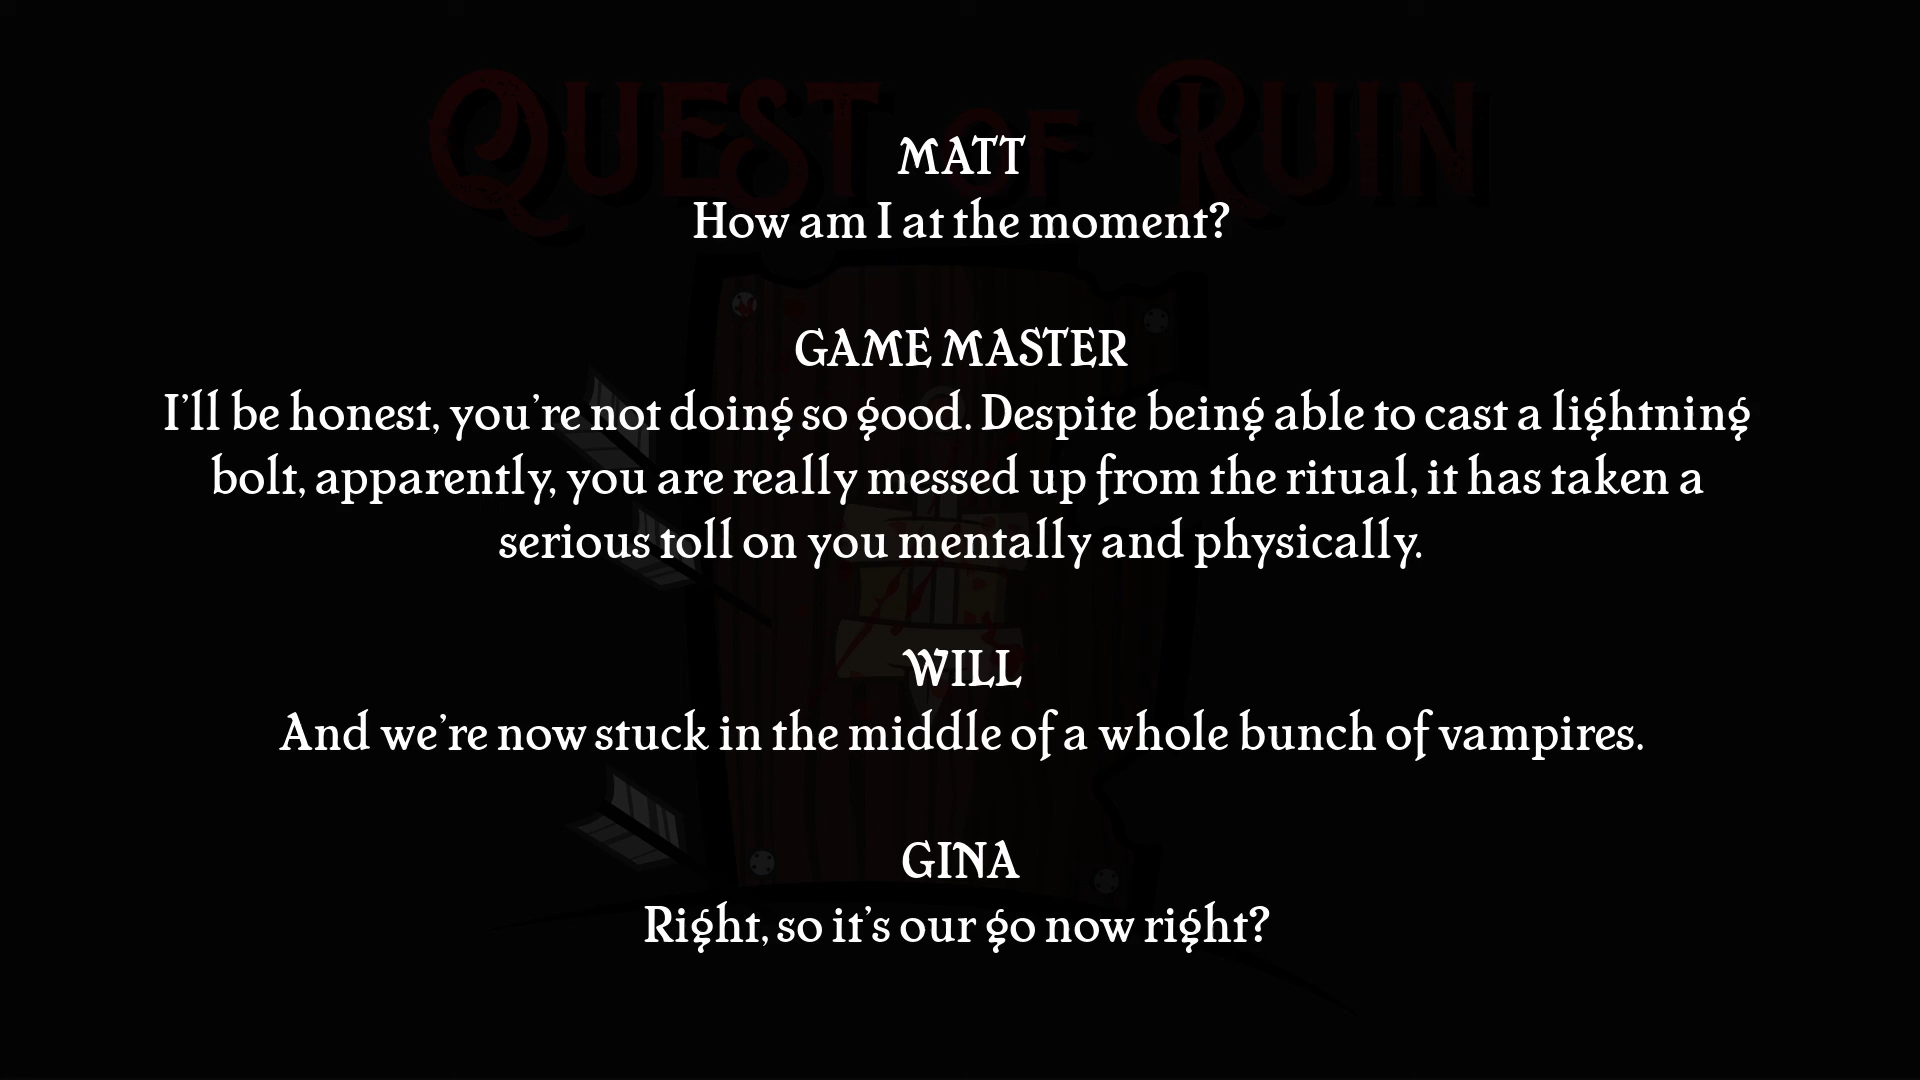 QUEST OF RUIN
MATT
How am I at the moment?
GAME MASTER
I'll be honest, you're not doing so good. Despite being able to cast a lightning
bolt, apparently, you are really messed up from the ritual, it has taken a
serious toll on you mentally and physically.
WILL
And we're now stuck in the middle of a whole bunch of vampires.
GINA
Right, so it's our go now right?